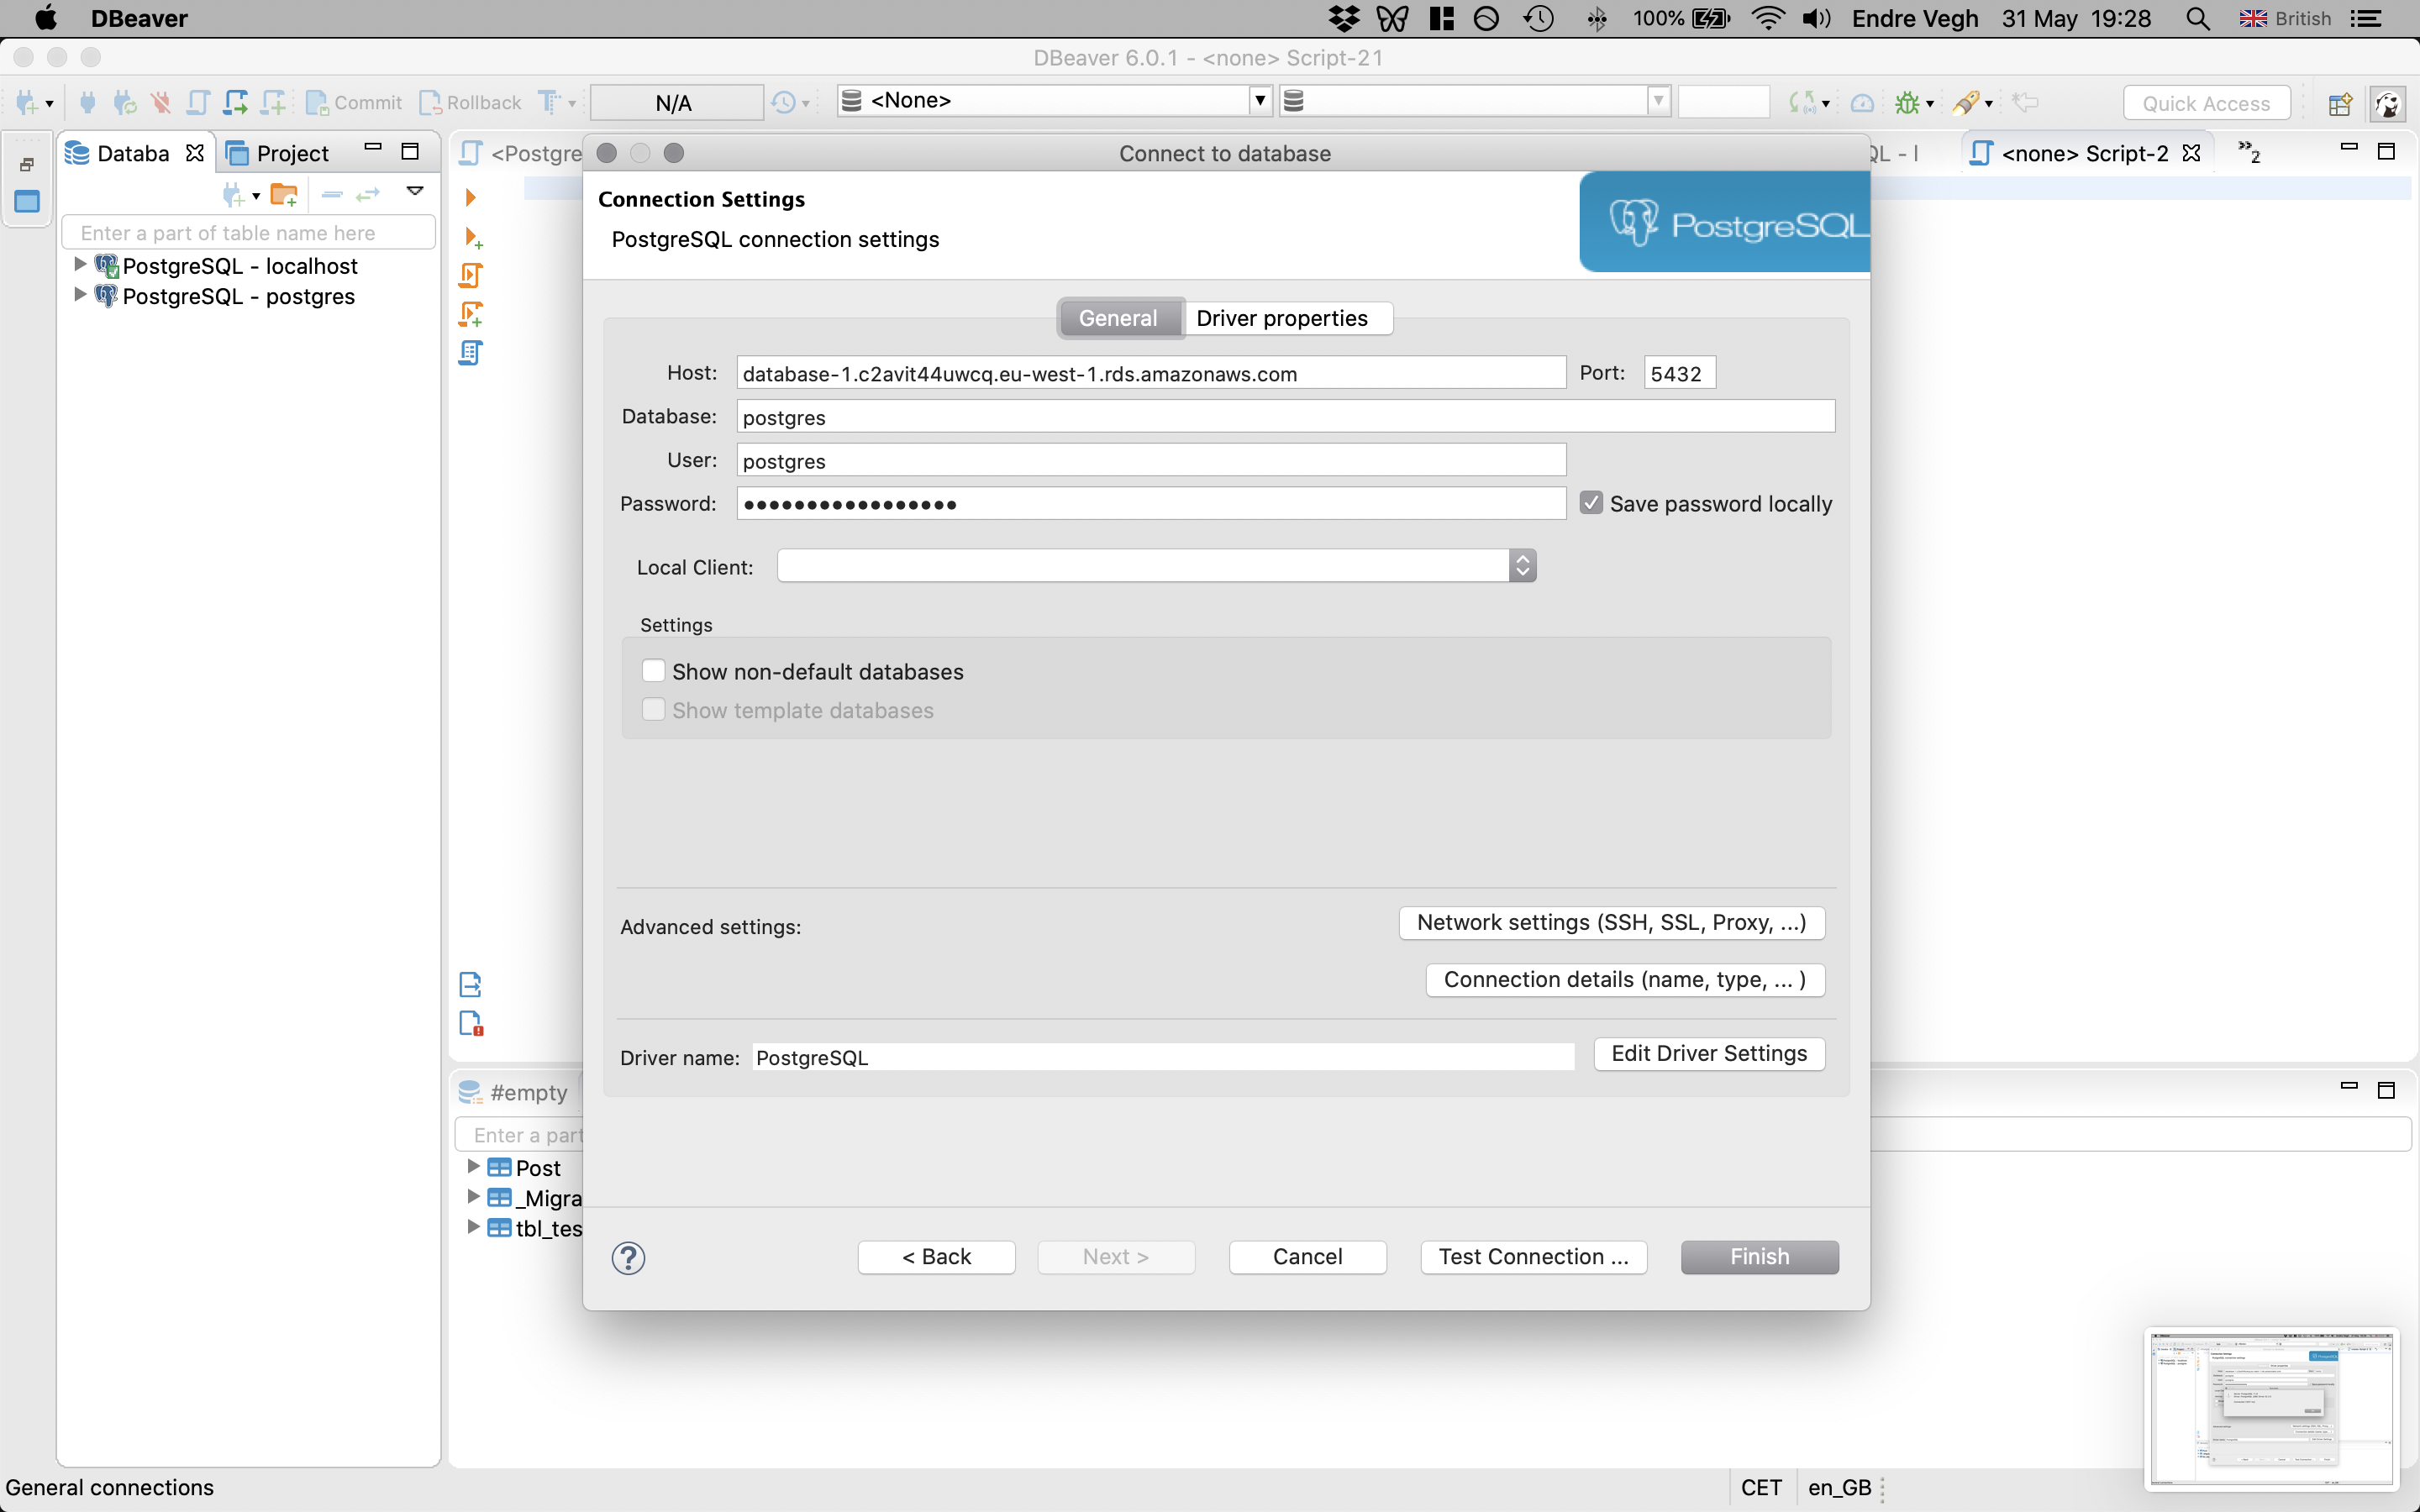 DBeaver
100%
Endre Vegh 31 May 19:28
British
DBeaver 6.0.1 - <none> Script-21
Commit
Rollback
N/A
<None>
Quick Access
Databa
Project
<Postgre
Connect to database
QL - l
<none> Script-2
»2
Enter a part of table name here
PostgreSQL - localhost
PostgreSQL - postgres
Connection Settings
PostgreSQL connection settings
PostgreSQL
General
Driver properties
Host: database-1.c2avit44uwcq.eu-west-1.rds.amazonaws.com Port: 5432
Database: postgres
User: postgres
Password: ●●●●●●●●●●●●●●●●● Save password locally
Local Client:
Settings
Show non-default databases
Show template databases
Advanced settings:
Network settings (SSH, SSL, Proxy, ...)
Connection details (name, type, ... )
Driver name: PostgreSQL
Edit Driver Settings
? < Back Next > Cancel Test Connection ... Finish
#empty
Enter a part
Post
_Migra
tbl_tes
General connections
CET en_GB